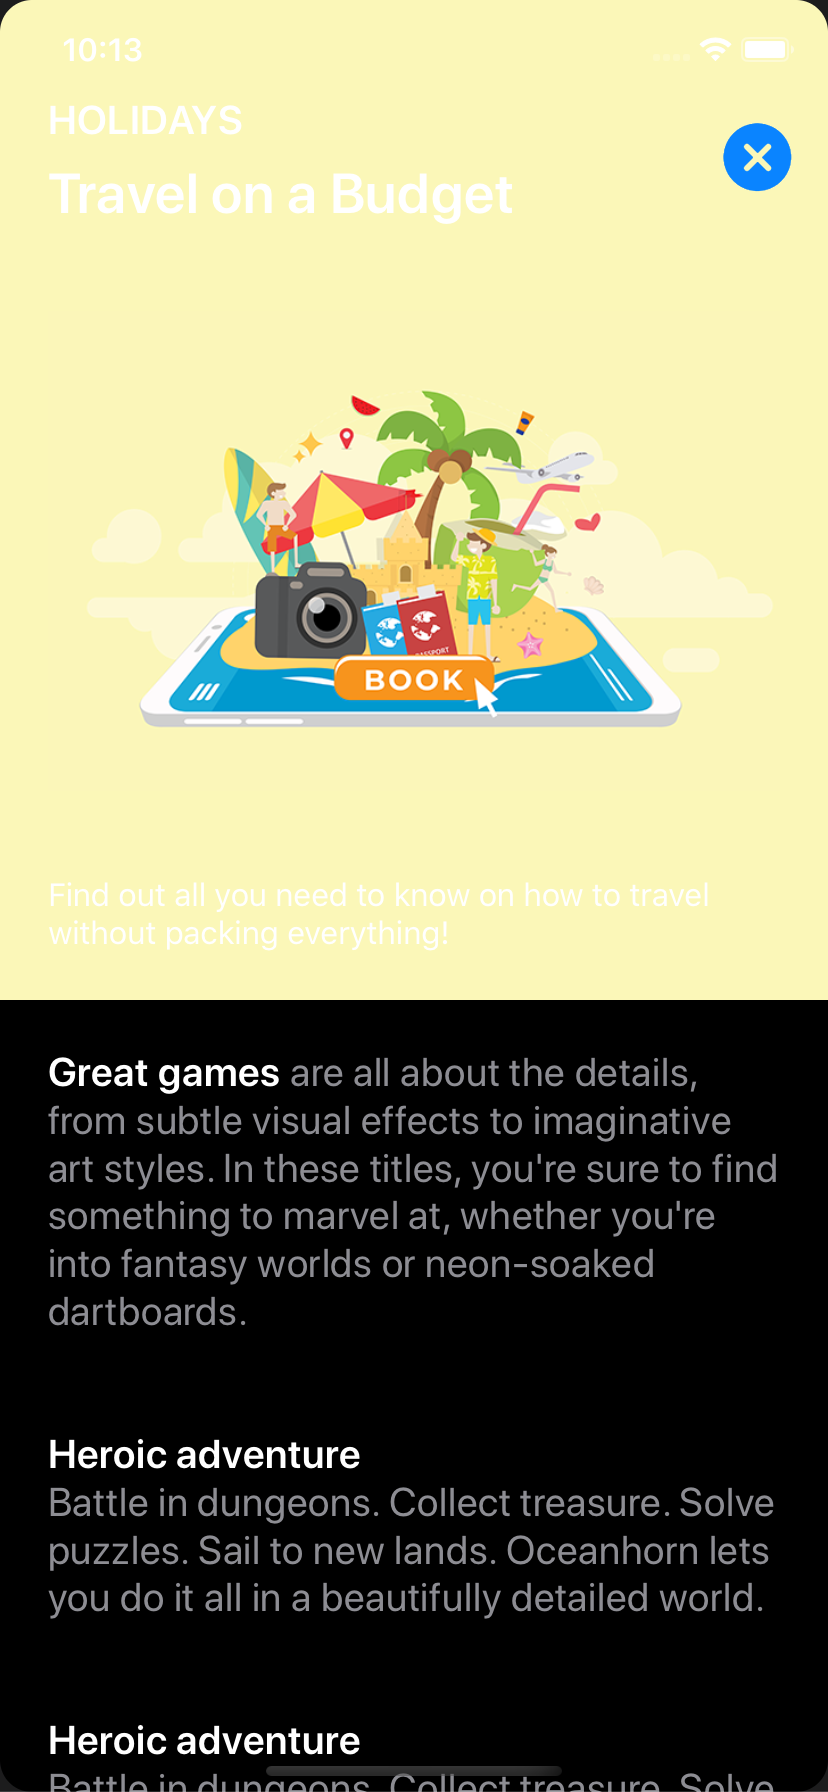 10:13
HOLIDAYS
Travel on a Budget
PASSPORT
BOOK
Find out all you need to know on how to travel
without packing everything!
Great games are all about the details,
from subtle visual effects to imaginative
art styles. In these titles, you're sure to find
something to marvel at, whether you're
into fantasy worlds or neon-soaked
dartboards.
Heroic adventure
Battle in dungeons. Collect treasure. Solve
puzzles. Sail to new lands. Oceanhorn lets
you do it all in a beautifully detailed world.
Heroic adventure
Battle in dungeons. Collect treasure. Solve